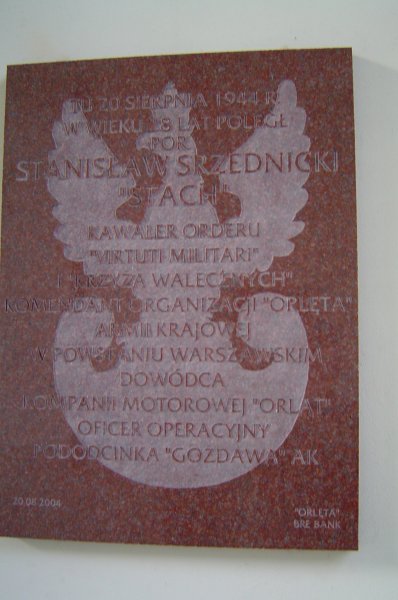 TU 20 SIERPNIA 1944 R.
W WIEKU 28 LAT POLEGŁ
POR.
STANISŁAW SRZEDNICKI
"STACH"
KAWALER ORDERU
"VIRTUTI MILITARI"
I "KRZYŻA WALECZNYCH"
KOMENDANT ORGANIZACJI "ORLĘTA"
ARMII KRAJOWEJ
W POWSTANIU WARSZAWSKIM
DOWÓDCA
KOMPANII MOTOROWEJ "ORLĄT"
OFICER OPERACYJNY
PODODCINKA "GOZDAWA" AK
20.08.2004
"ORLĘTA"
BRE BANK